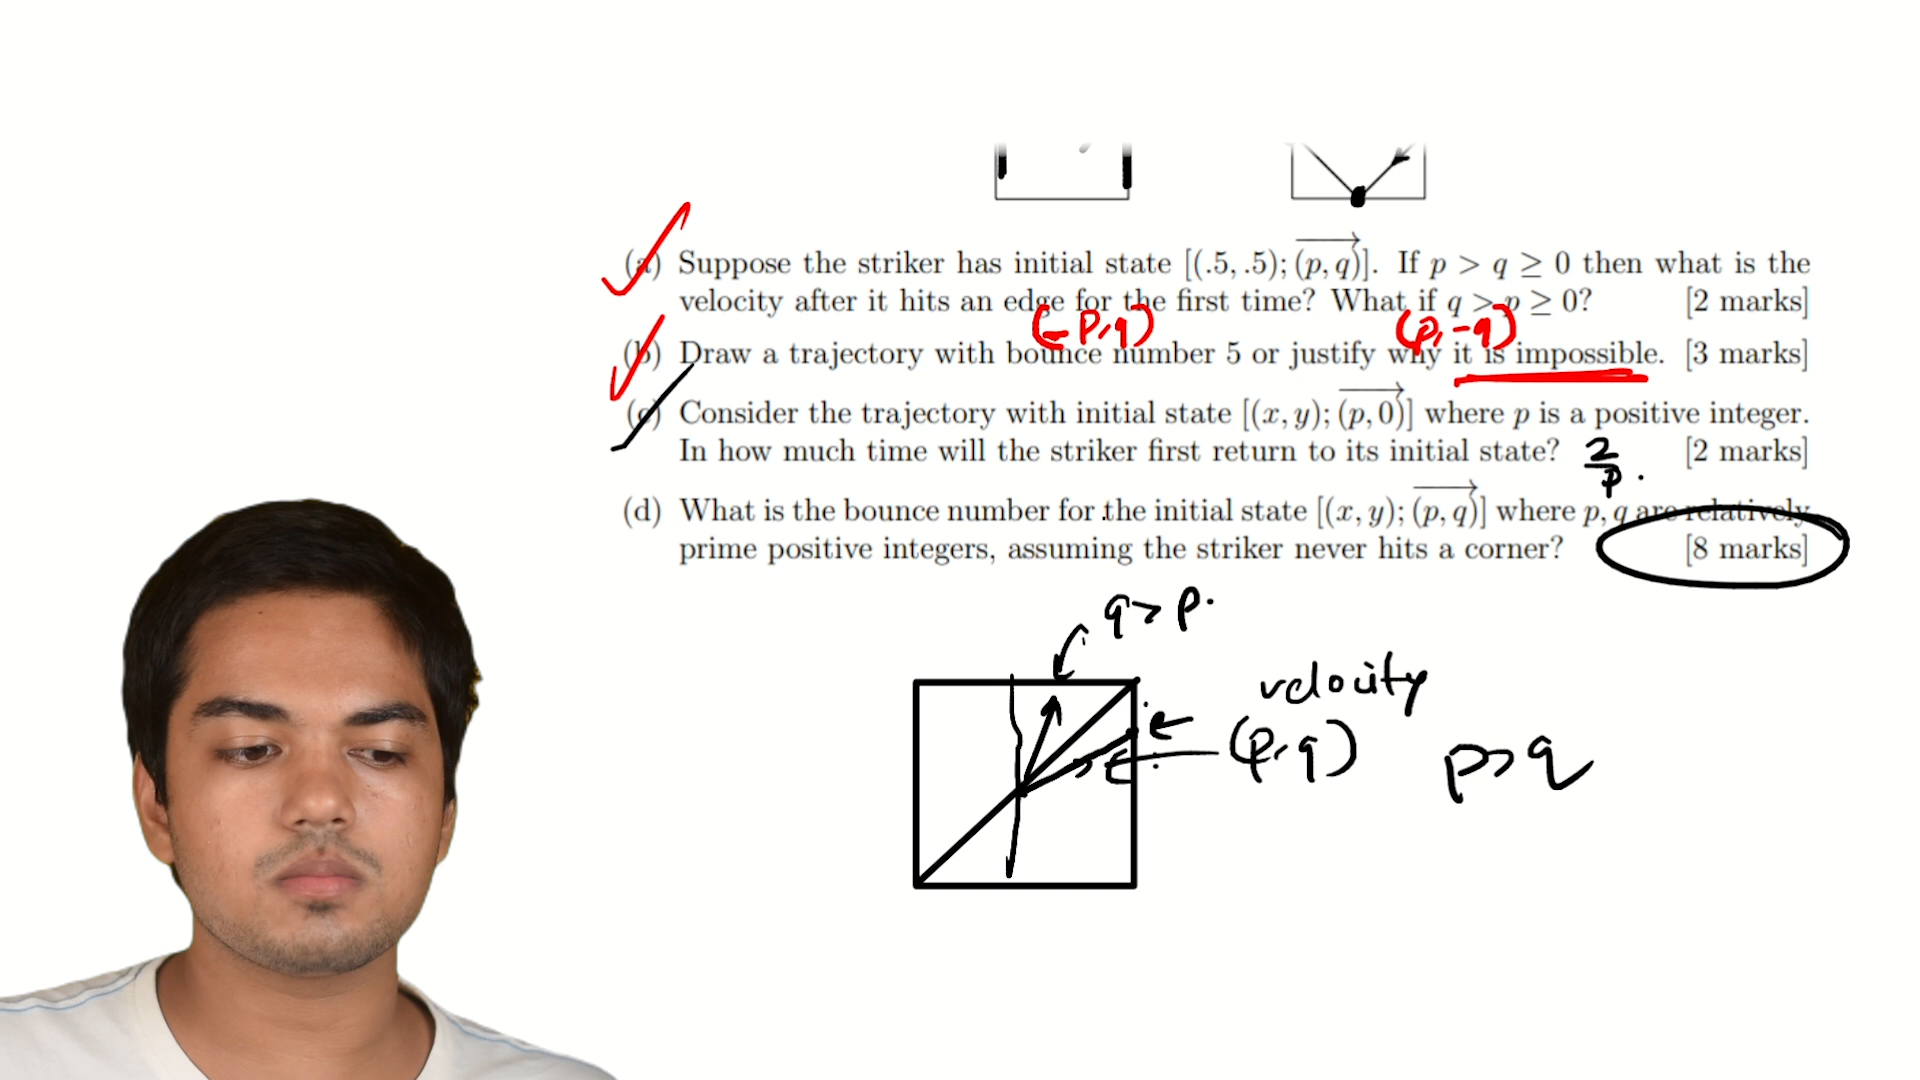 (a) Suppose the striker has initial state [(.5, .5); (p, q)]. If p > q ≥ 0 then what is the
velocity after it hits an edge for the first time? What if q > p ≥ 0? [2 marks]
(-p,q) (p,-q)
(b) Draw a trajectory with bounce number 5 or justify why it is impossible. [3 marks]
(c) Consider the trajectory with initial state [(x, y); (p, 0)] where p is a positive integer.
In how much time will the striker first return to its initial state? [2 marks]
2/p.
(d) What is the bounce number for the initial state [(x, y); (p, q)] where p, q are relatively
prime positive integers, assuming the striker never hits a corner? [8 marks]
q > p.
velocity
(p,q) p>q